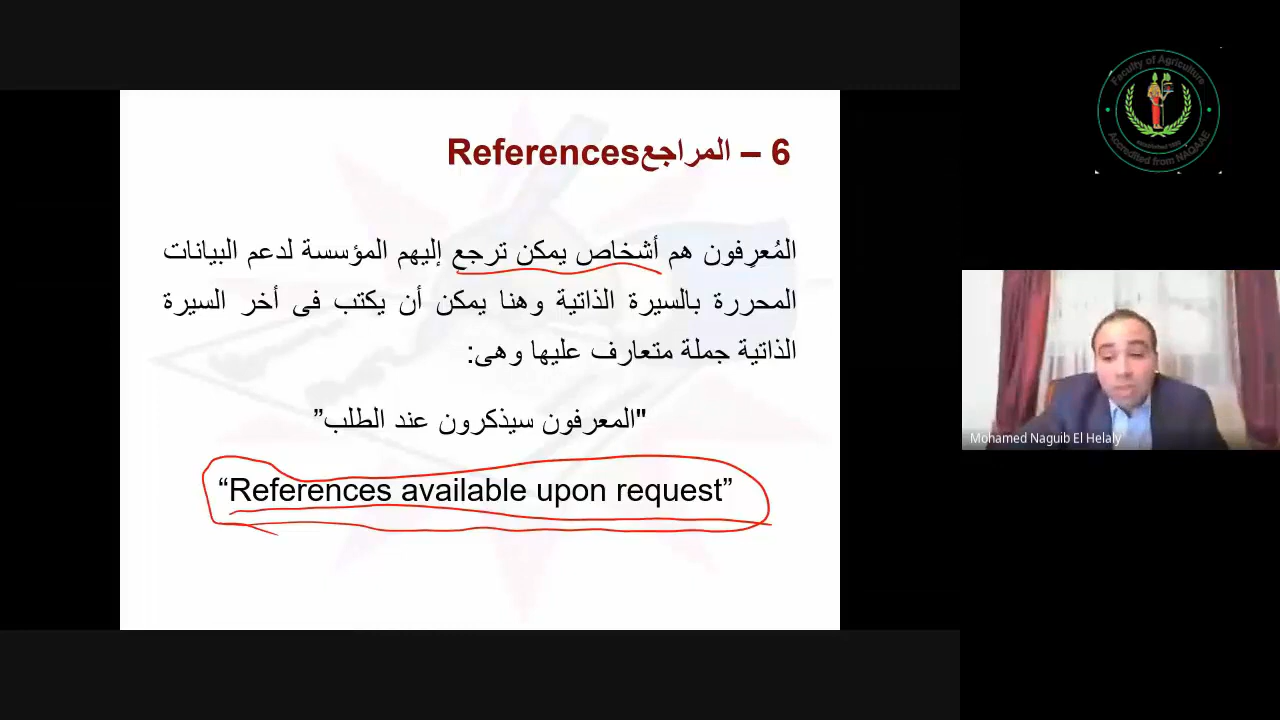 6 – المراجعReferences
المُعرِفون هم أشخاص يمكن ترجع إليهم المؤسسة لدعم البيانات
المحررة بالسيرة الذاتية وهنا يمكن أن يكتب فى أخر السيرة
الذاتية جملة متعارف عليها وهى:
"المعرفون سيذكرون عند الطلب”
“References available upon request”
Faculty of Agriculture
Accredited from NAQAAE
Mohamed Naguib El Helaly